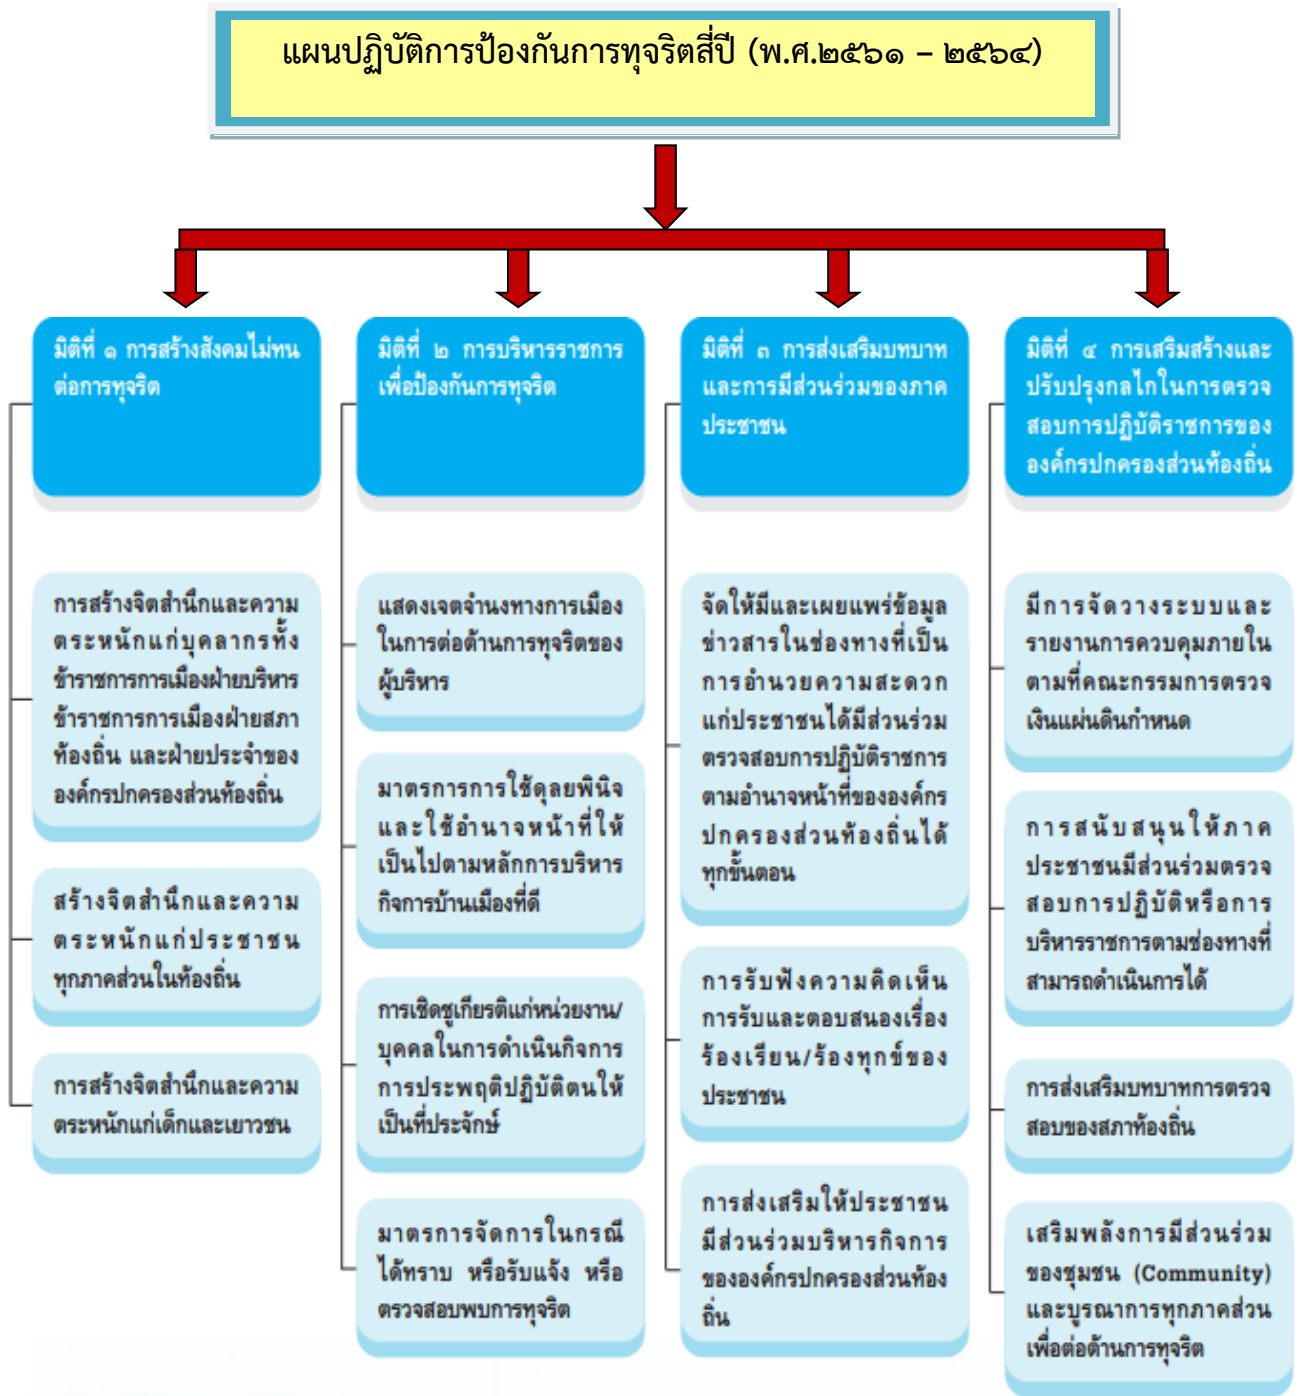 แผนปฏิบัติการป้องกันการทุจริตสี่ปี (พ.ศ.๒๕๖๑ – ๒๕๖๔)
มิติที่ ๑ การสร้างสังคมไม่ทน
ต่อการทุจริต
การสร้างจิตสำนึกและความ
ตระหนักแก่บุคลากรทั้ง
ข้าราชการการเมืองฝ่ายบริหาร
ข้าราชการการเมืองฝ่ายสภา
ท้องถิ่น และฝ่ายประจำของ
องค์กรปกครองส่วนท้องถิ่น
สร้างจิตสำนึกและความ
ตระหนักแก่ประชาชน
ทุกภาคส่วนในท้องถิ่น
การสร้างจิตสำนึกและความ
ตระหนักแก่เด็กและเยาวชน
มิติที่ ๒ การบริหารราชการ
เพื่อป้องกันการทุจริต
แสดงเจตจำนงทางการเมือง
ในการต่อต้านการทุจริตของ
ผู้บริหาร
มาตรการการใช้ดุลยพินิจ
และใช้อำนาจหน้าที่ให้
เป็นไปตามหลักการบริหาร
กิจการบ้านเมืองที่ดี
การเชิดชูเกียรติแก่หน่วยงาน/
บุคคลในการดำเนินกิจการ
การประพฤติปฏิบัติตนให้
เป็นที่ประจักษ์
มาตรการจัดการในกรณี
ได้ทราบ หรือรับแจ้ง หรือ
ตรวจสอบพบการทุจริต
มิติที่ ๓ การส่งเสริมบทบาท
และการมีส่วนร่วมของภาค
ประชาชน
จัดให้มีและเผยแพร่ข้อมูล
ข่าวสารในช่องทางที่เป็น
การอำนวยความสะดวก
แก่ประชาชนได้มีส่วนร่วม
ตรวจสอบการปฏิบัติราชการ
ตามอำนาจหน้าที่ขององค์กร
ปกครองส่วนท้องถิ่นได้
ทุกขั้นตอน
การรับฟังความคิดเห็น
การรับและตอบสนองเรื่อง
ร้องเรียน/ร้องทุกข์ของ
ประชาชน
การส่งเสริมให้ประชาชน
มีส่วนร่วมบริหารกิจการ
ขององค์กรปกครองส่วนท้อง
ถิ่น
มิติที่ ๔ การเสริมสร้างและ
ปรับปรุงกลไกในการตรวจ
สอบการปฏิบัติราชการของ
องค์กรปกครองส่วนท้องถิ่น
มีการจัดวางระบบและ
รายงานการควบคุมภายใน
ตามที่คณะกรรมการตรวจ
เงินแผ่นดินกำหนด
การสนับสนุนให้ภาค
ประชาชนมีส่วนร่วมตรวจ
สอบการปฏิบัติหรือการ
บริหารราชการตามช่องทางที่
สามารถดำเนินการได้
การส่งเสริมบทบาทการตรวจ
สอบของสภาท้องถิ่น
เสริมพลังการมีส่วนร่วม
ของชุมชน (Community)
และบูรณาการทุกภาคส่วน
เพื่อต่อต้านการทุจริต